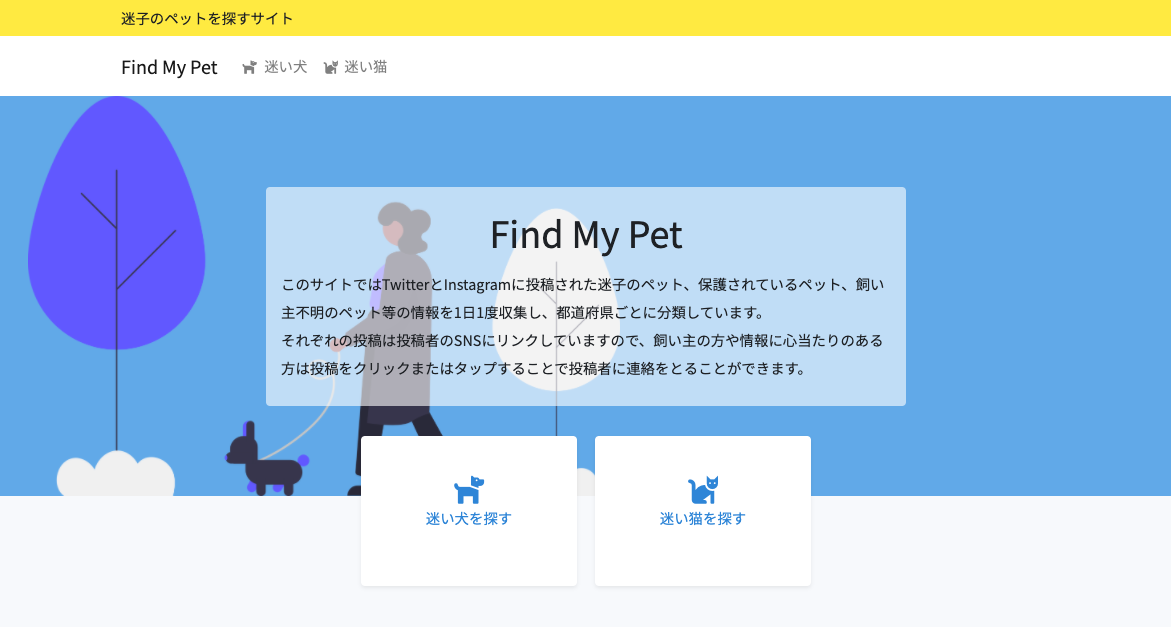 迷子のペットを探すサイト
Find My Pet 迷い犬 迷い猫
Find My Pet
このサイトではTwitterとInstagramに投稿された迷子のペット、保護されているペット、飼い
主不明のペット等の情報を1日1度収集し、都道府県ごとに分類しています。
それぞれの投稿は投稿者のSNSにリンクしていますので、飼い主の方や情報に心当たりのある
方は投稿をクリックまたはタップすることで投稿者に連絡をとることができます。
迷い犬を探す 迷い猫を探す